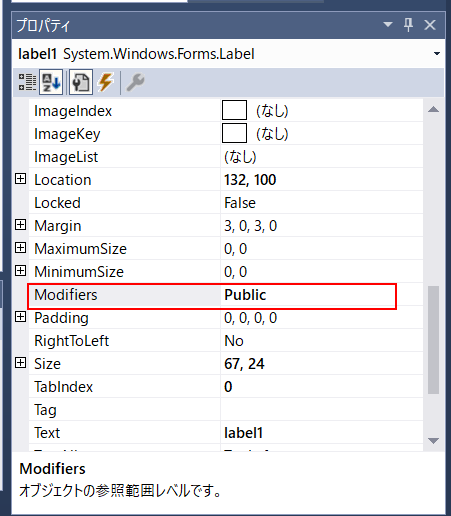 プロパティ
label1 System.Windows.Forms.Label
ImageIndex (なし)
ImageKey (なし)
ImageList (なし)
Location 132, 100
Locked False
Margin 3, 0, 3, 0
MaximumSize 0, 0
MinimumSize 0, 0
Modifiers Public
Padding 0, 0, 0, 0
RightToLeft No
Size 67, 24
TabIndex 0
Tag
Text label1
Modifiers
オブジェクトの参照範囲レベルです。